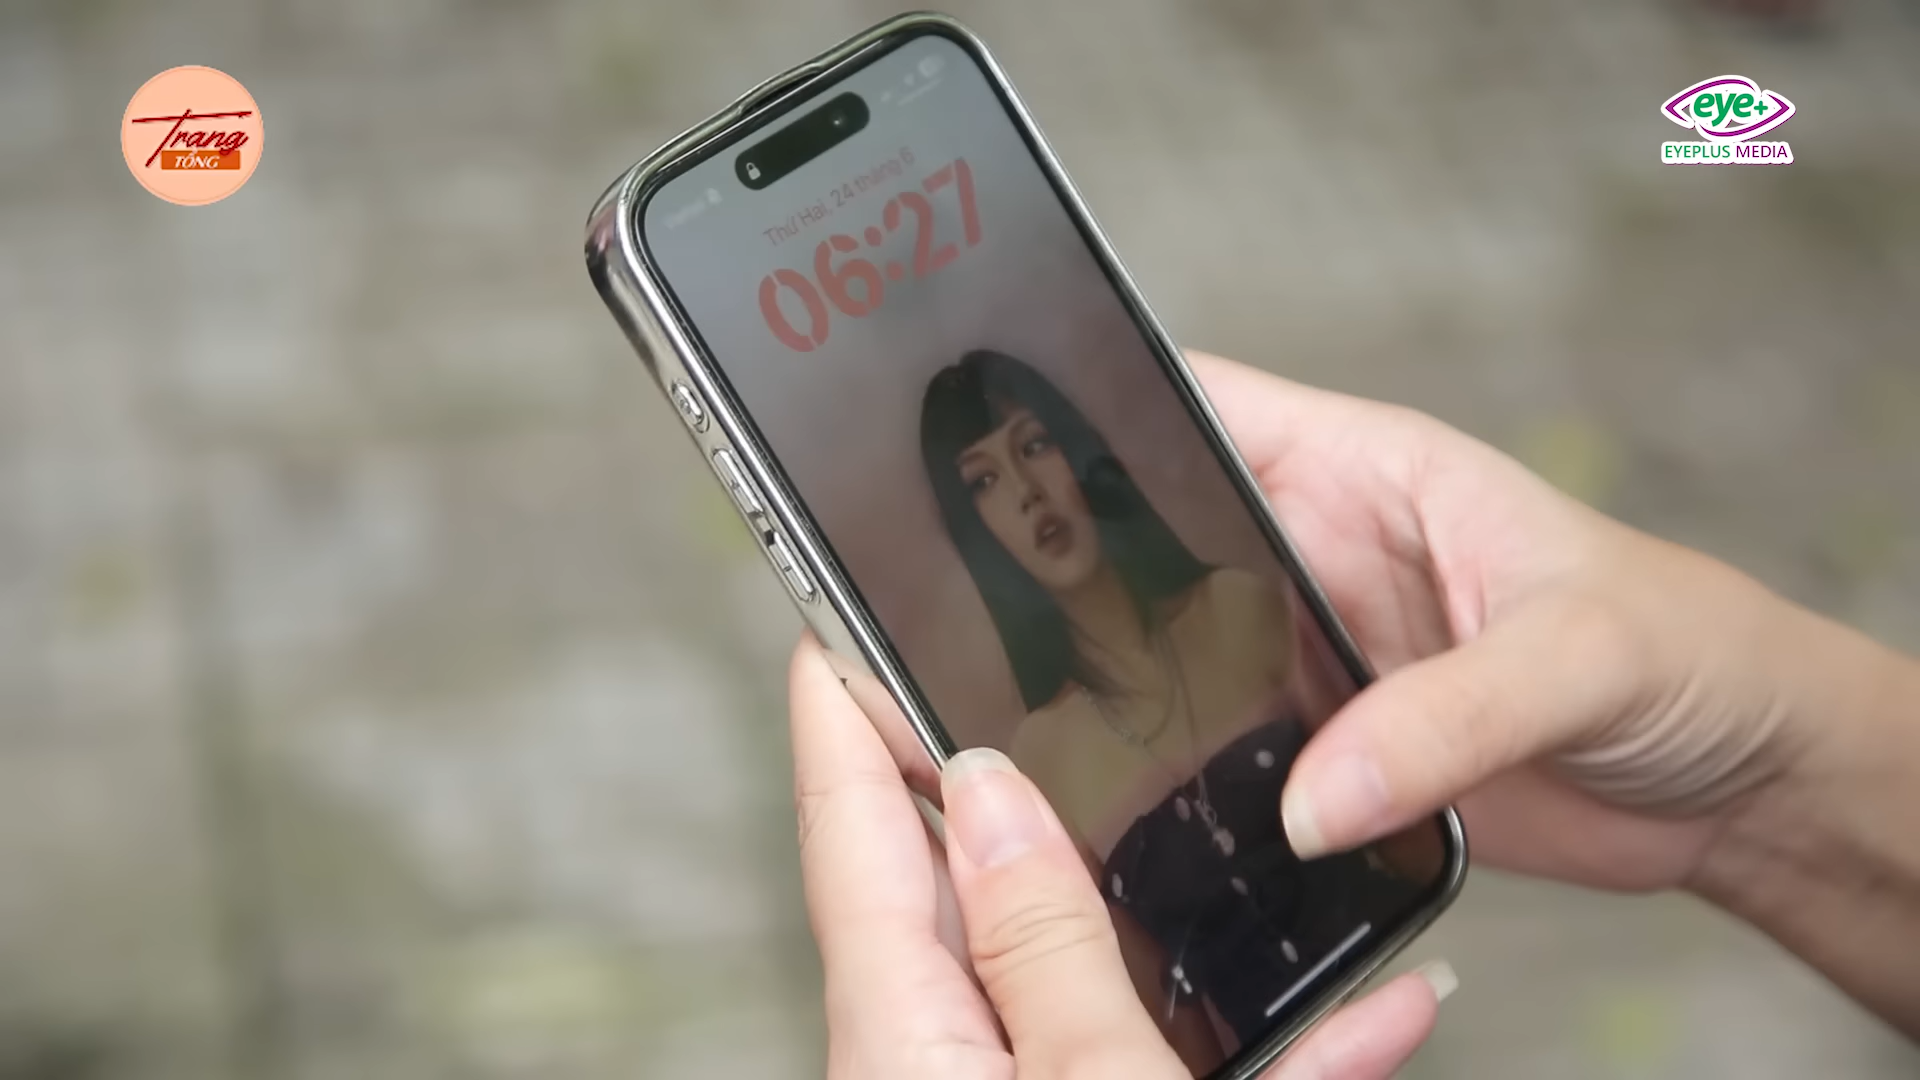 Trang
TỐNG
eye+
EYEPLUS MEDIA
Thứ Hai, 24 tháng 6
06:27